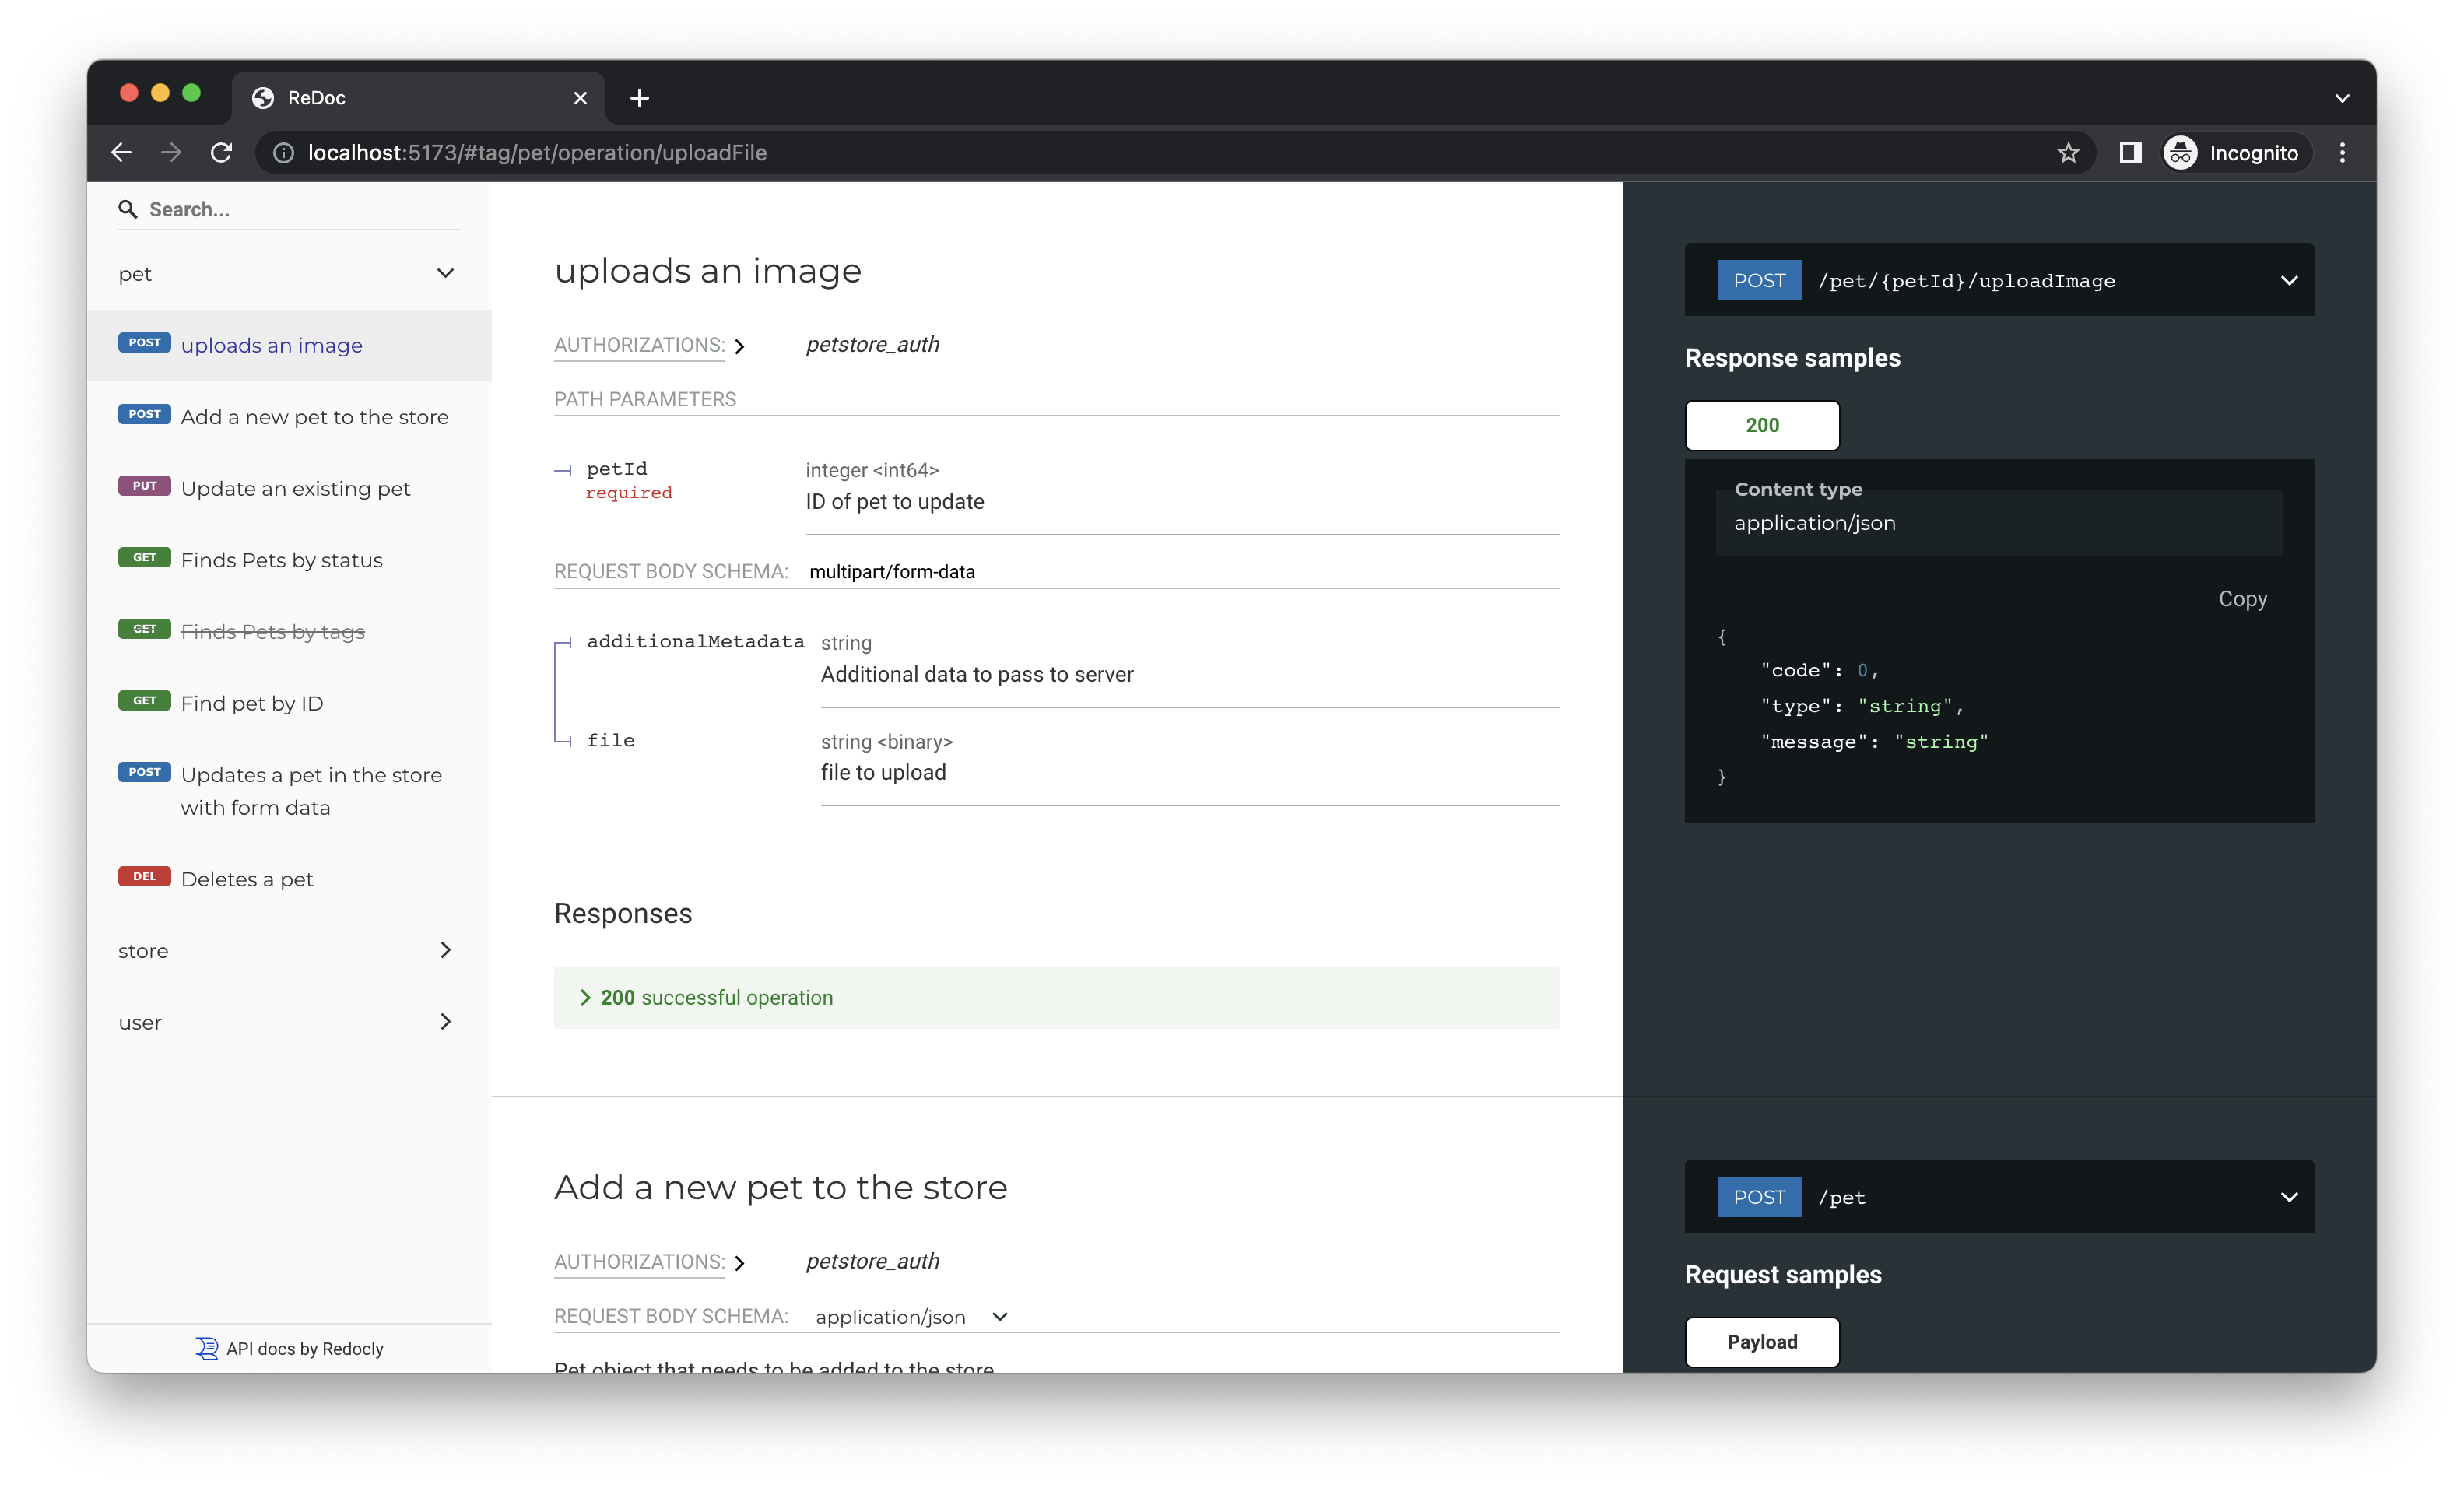 ReDoc
localhost:5173/#tag/pet/operation/uploadFile
Incognito
Search...
pet
POST uploads an image
POST Add a new pet to the store
PUT Update an existing pet
GET Finds Pets by status
GET Finds Pets by tags
GET Find pet by ID
POST Updates a pet in the store
with form data
DEL Deletes a pet
store
user
API docs by Redocly
uploads an image
AUTHORIZATIONS: petstore_auth
PATH PARAMETERS
petId integer <int64>
required
ID of pet to update
REQUEST BODY SCHEMA: multipart/form-data
additionalMetadata string
Additional data to pass to server
file string <binary>
file to upload
Responses
200 successful operation
Add a new pet to the store
AUTHORIZATIONS: petstore_auth
REQUEST BODY SCHEMA: application/json
Pet object that needs to be added to the store
POST /pet/{petId}/uploadImage
Response samples
200
Content type
application/json
Copy
{
"code": 0,
"type": "string",
"message": "string"
}
POST /pet
Request samples
Payload